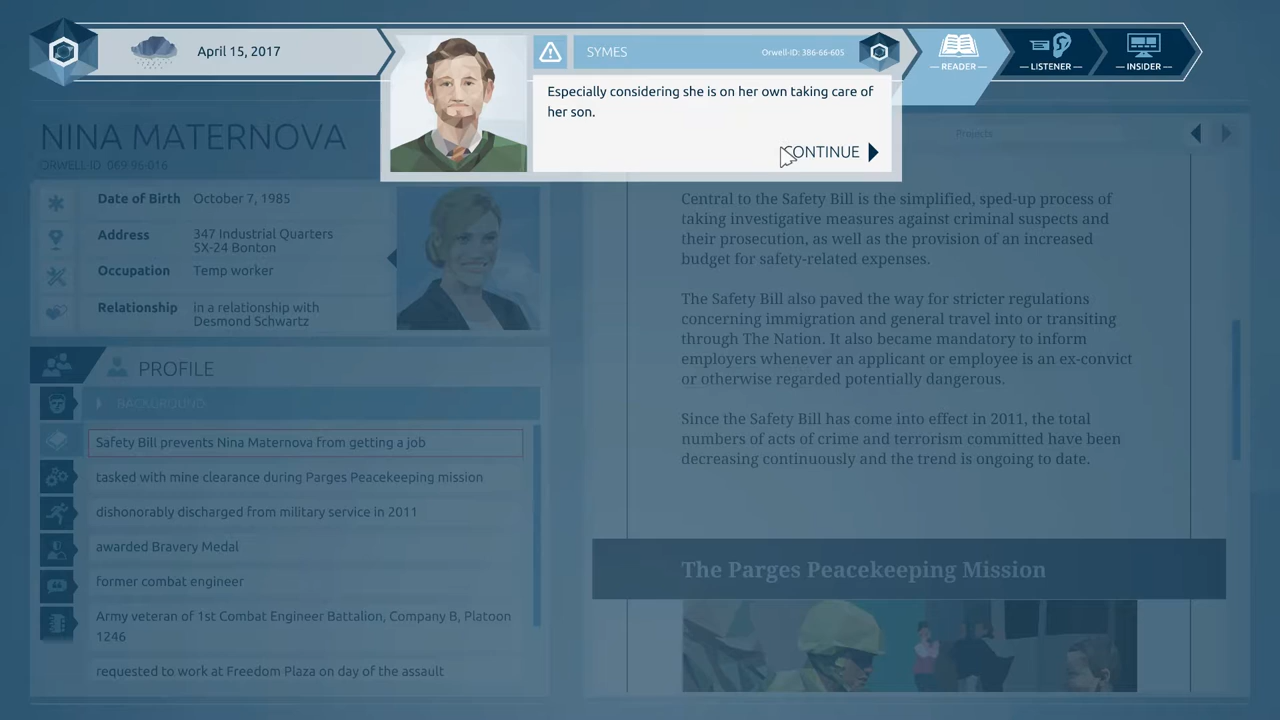 April 15, 2017
SYMES
Orwell-ID: 386-66-605
Especially considering she is on her own taking care of
her son.
CONTINUE
— READER —
— LISTENER —
— INSIDER —
NINA MATERNOVA
ORWELL-ID: 069-96-016
Date of Birth October 7, 1985
Address 347 Industrial Quarters
5X-24 Bonton
Occupation Temp worker
Relationship in a relationship with
Desmond Schwartz
PROFILE
BACKGROUND
Safety Bill prevents Nina Maternova from getting a job
tasked with mine clearance during Parges Peacekeeping mission
dishonorably discharged from military service in 2011
awarded Bravery Medal
former combat engineer
Army veteran of 1st Combat Engineer Battalion, Company B, Platoon
1246
requested to work at Freedom Plaza on day of the assault
Projects
Central to the Safety Bill is the simplified, sped-up process of
taking investigative measures against criminal suspects and
their prosecution, as well as the provision of an increased
budget for safety-related expenses.
The Safety Bill also paved the way for stricter regulations
concerning immigration and general travel into or transiting
through The Nation. It also became mandatory to inform
employers whenever an applicant or employee is an ex-convict
or otherwise regarded potentially dangerous.
Since the Safety Bill has come into effect in 2011, the total
numbers of acts of crime and terrorism committed have been
decreasing continuously and the trend is ongoing to date.
The Parges Peacekeeping Mission